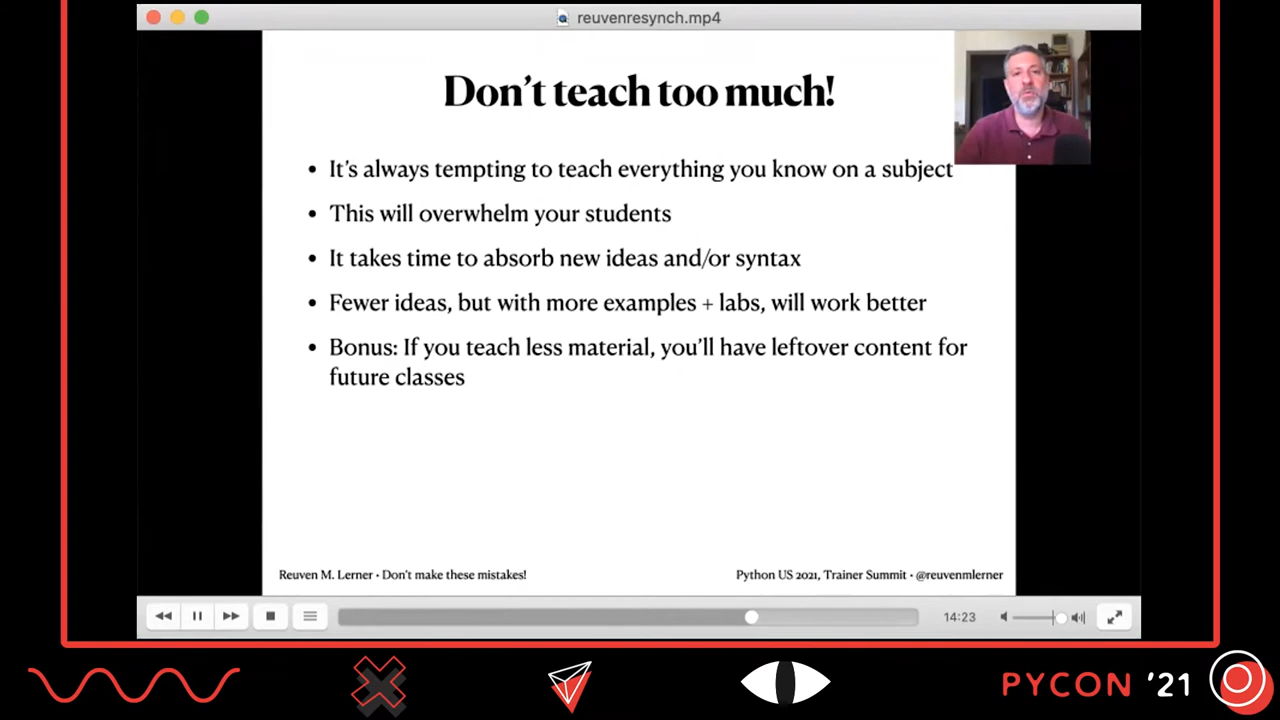 reuvenresynch.mp4
Don't teach too much!
• It's always tempting to teach everything you know on a subject
• This will overwhelm your students
• It takes time to absorb new ideas and/or syntax
• Fewer ideas, but with more examples + labs, will work better
• Bonus: If you teach less material, you'll have leftover content for
future classes
Reuven M. Lerner • Don't make these mistakes!
Python US 2021, Trainer Summit • @reuvenmlerner
14:23
PYCON '21